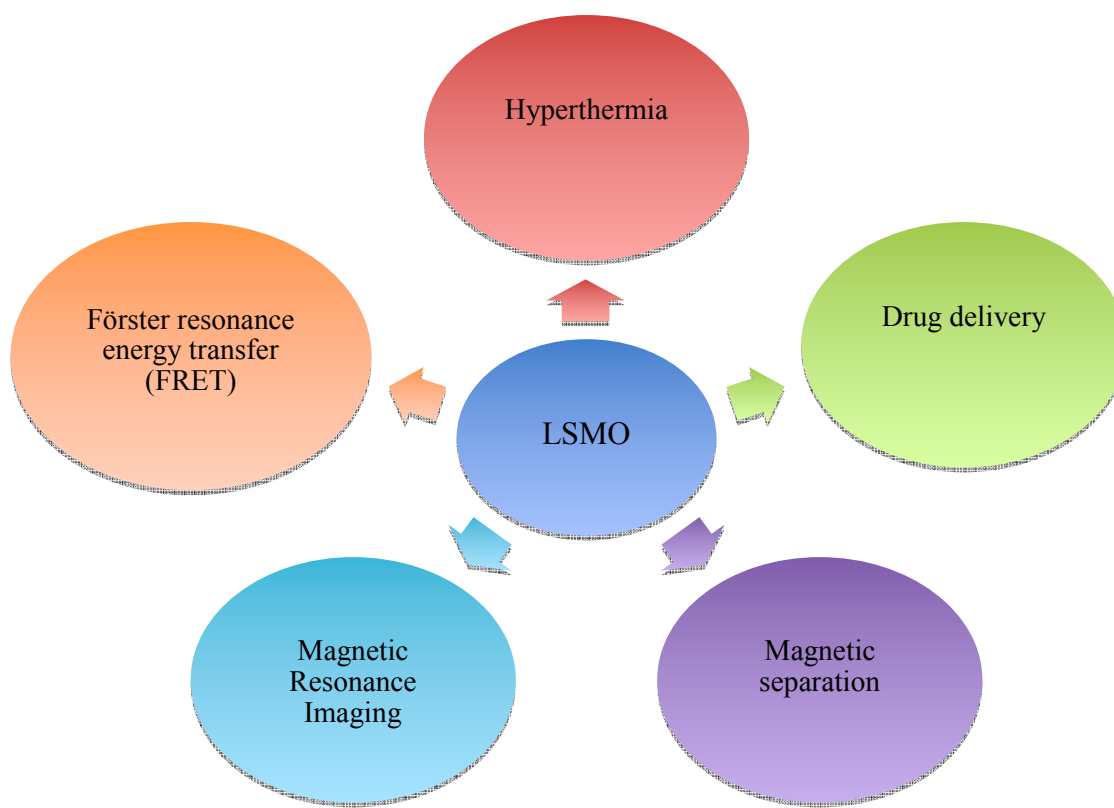 Hyperthermia
Drug delivery
Förster resonance
energy transfer
(FRET)
LSMO
Magnetic
Resonance
Imaging
Magnetic
separation